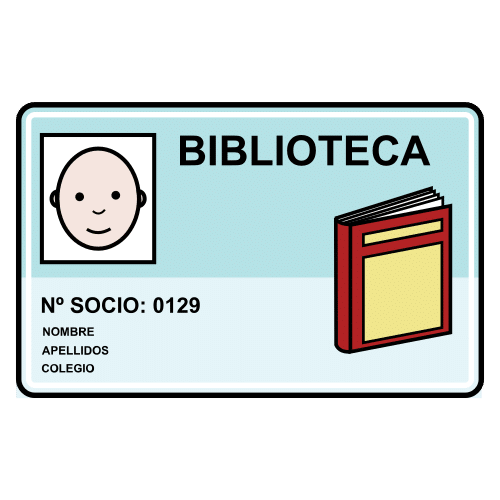 BIBLIOTECA
Nº SOCIO: 0129
NOMBRE
APELLIDOS
COLEGIO